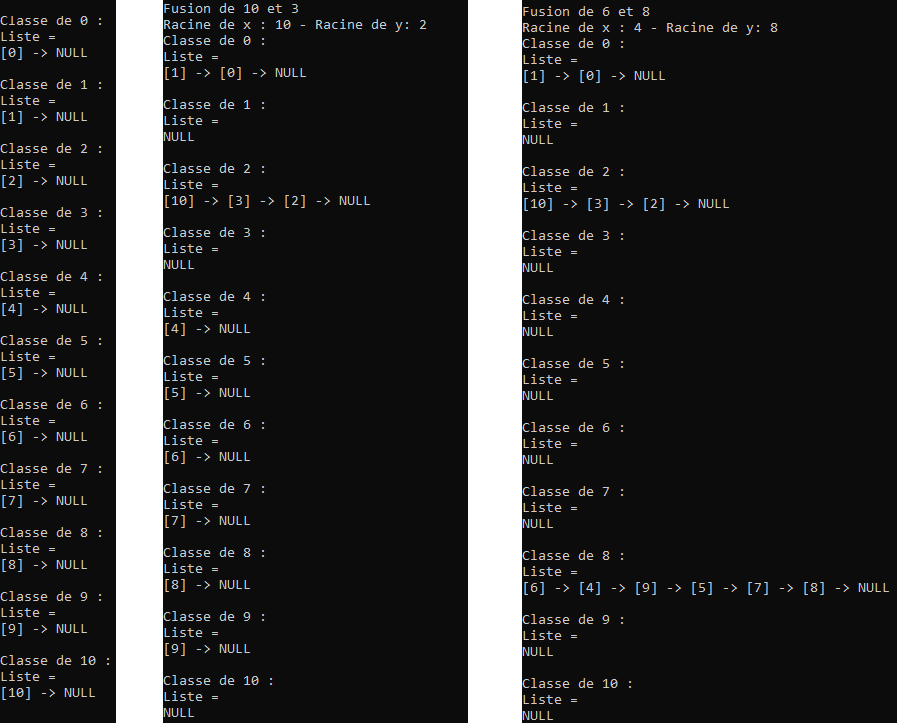 Classe de 0 :
Liste =
[0] -> NULL
Classe de 1 :
Liste =
[1] -> NULL
Classe de 2 :
Liste =
[2] -> NULL
Classe de 3 :
Liste =
[3] -> NULL
Classe de 4 :
Liste =
[4] -> NULL
Classe de 5 :
Liste =
[5] -> NULL
Classe de 6 :
Liste =
[6] -> NULL
Classe de 7 :
Liste =
[7] -> NULL
Classe de 8 :
Liste =
[8] -> NULL
Classe de 9 :
Liste =
[9] -> NULL
Classe de 10 :
Liste =
[10] -> NULL
Fusion de 10 et 3
Racine de x : 10 - Racine de y: 2
Classe de 0 :
Liste =
[1] -> [0] -> NULL
Classe de 1 :
Liste =
NULL
Classe de 2 :
Liste =
[10] -> [3] -> [2] -> NULL
Classe de 3 :
Liste =
NULL
Classe de 4 :
Liste =
[4] -> NULL
Classe de 5 :
Liste =
[5] -> NULL
Classe de 6 :
Liste =
[6] -> NULL
Classe de 7 :
Liste =
[7] -> NULL
Classe de 8 :
Liste =
[8] -> NULL
Classe de 9 :
Liste =
[9] -> NULL
Classe de 10 :
Liste =
NULL
Fusion de 6 et 8
Racine de x : 4 - Racine de y: 8
Classe de 0 :
Liste =
[1] -> [0] -> NULL
Classe de 1 :
Liste =
NULL
Classe de 2 :
Liste =
[10] -> [3] -> [2] -> NULL
Classe de 3 :
Liste =
NULL
Classe de 4 :
Liste =
NULL
Classe de 5 :
Liste =
NULL
Classe de 6 :
Liste =
NULL
Classe de 7 :
Liste =
NULL
Classe de 8 :
Liste =
[6] -> [4] -> [9] -> [5] -> [7] -> [8] -> NULL
Classe de 9 :
Liste =
NULL
Classe de 10 :
Liste =
NULL